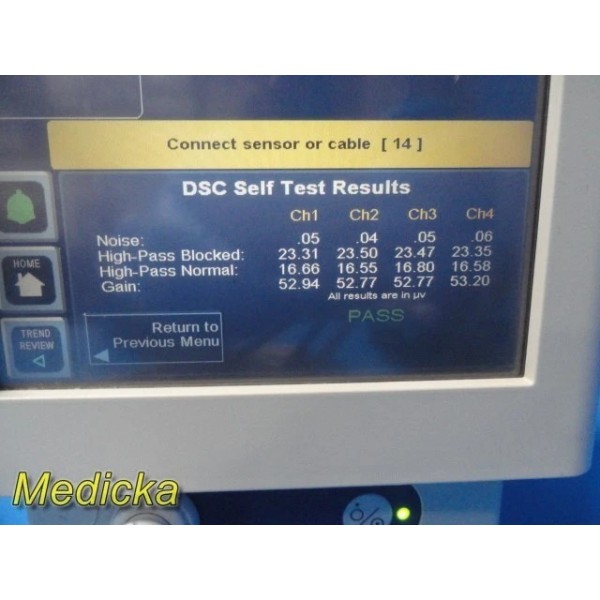 Connect sensor or cable [ 14 ]
DSC Self Test Results
Ch1 Ch2 Ch3 Ch4
Noise: .05 .04 .05 .06
High-Pass Blocked: 23.31 23.50 23.47 23.35
High-Pass Normal: 16.66 16.55 16.80 16.58
Gain: 52.94 52.77 52.77 53.20
All results are in µv
PASS
HOME
TREND
REVIEW
Return to
Previous Menu
Medicka